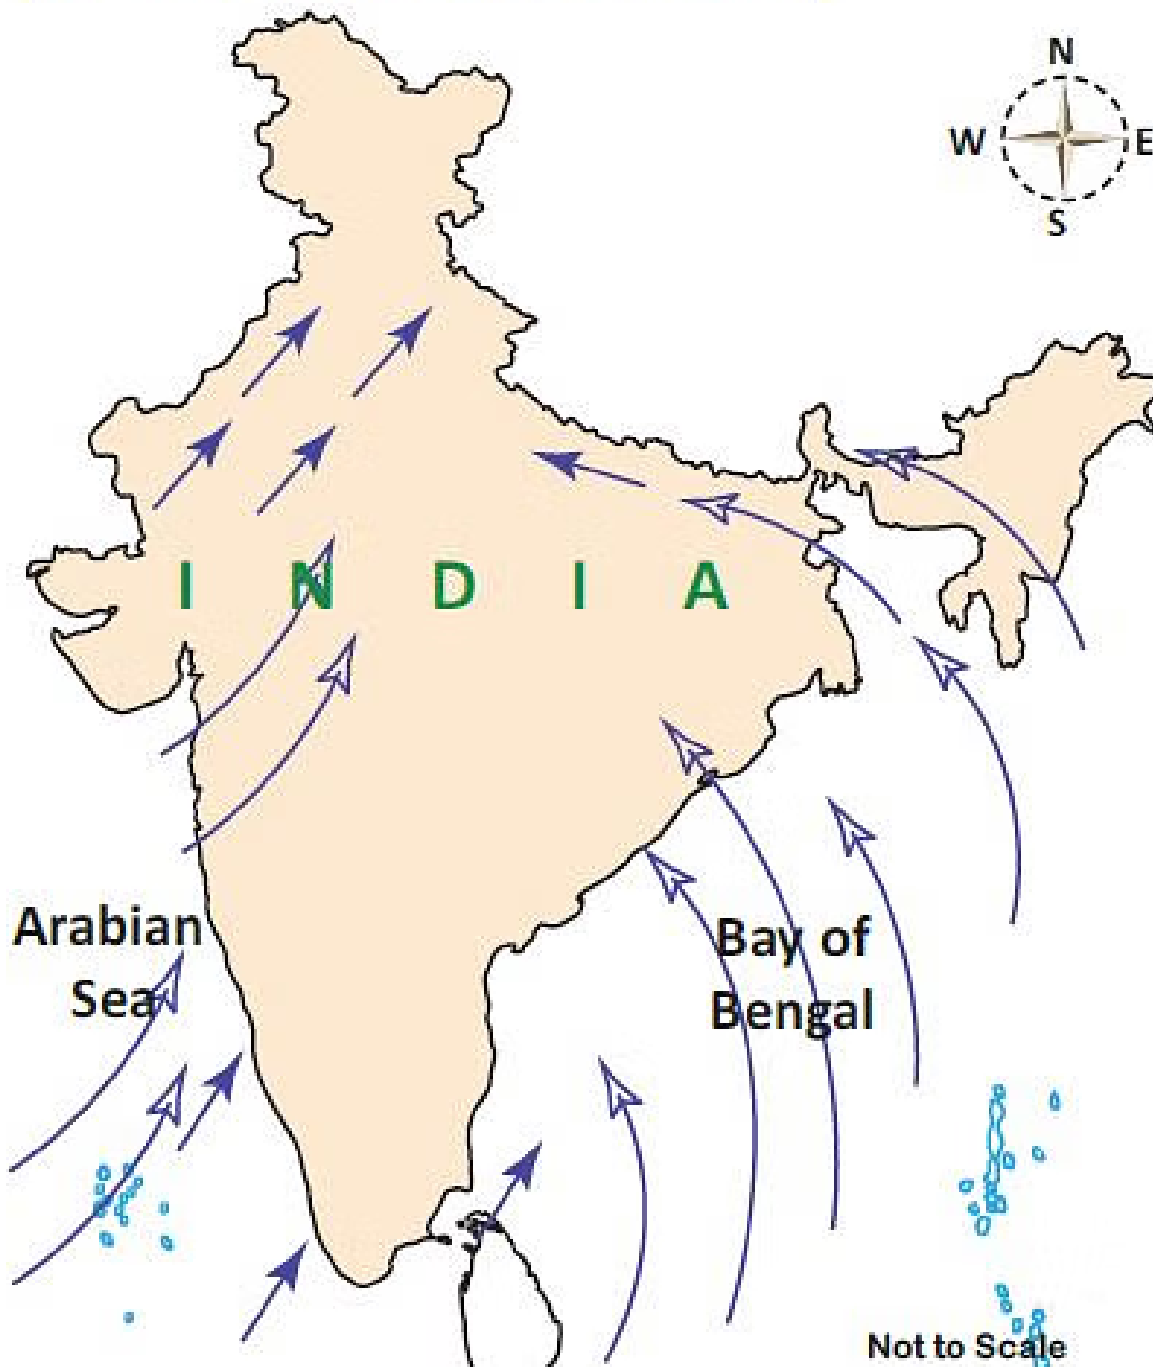 N
W E
S
I N D I A
Arabian
Sea
Bay of
Bengal
Not to Scale